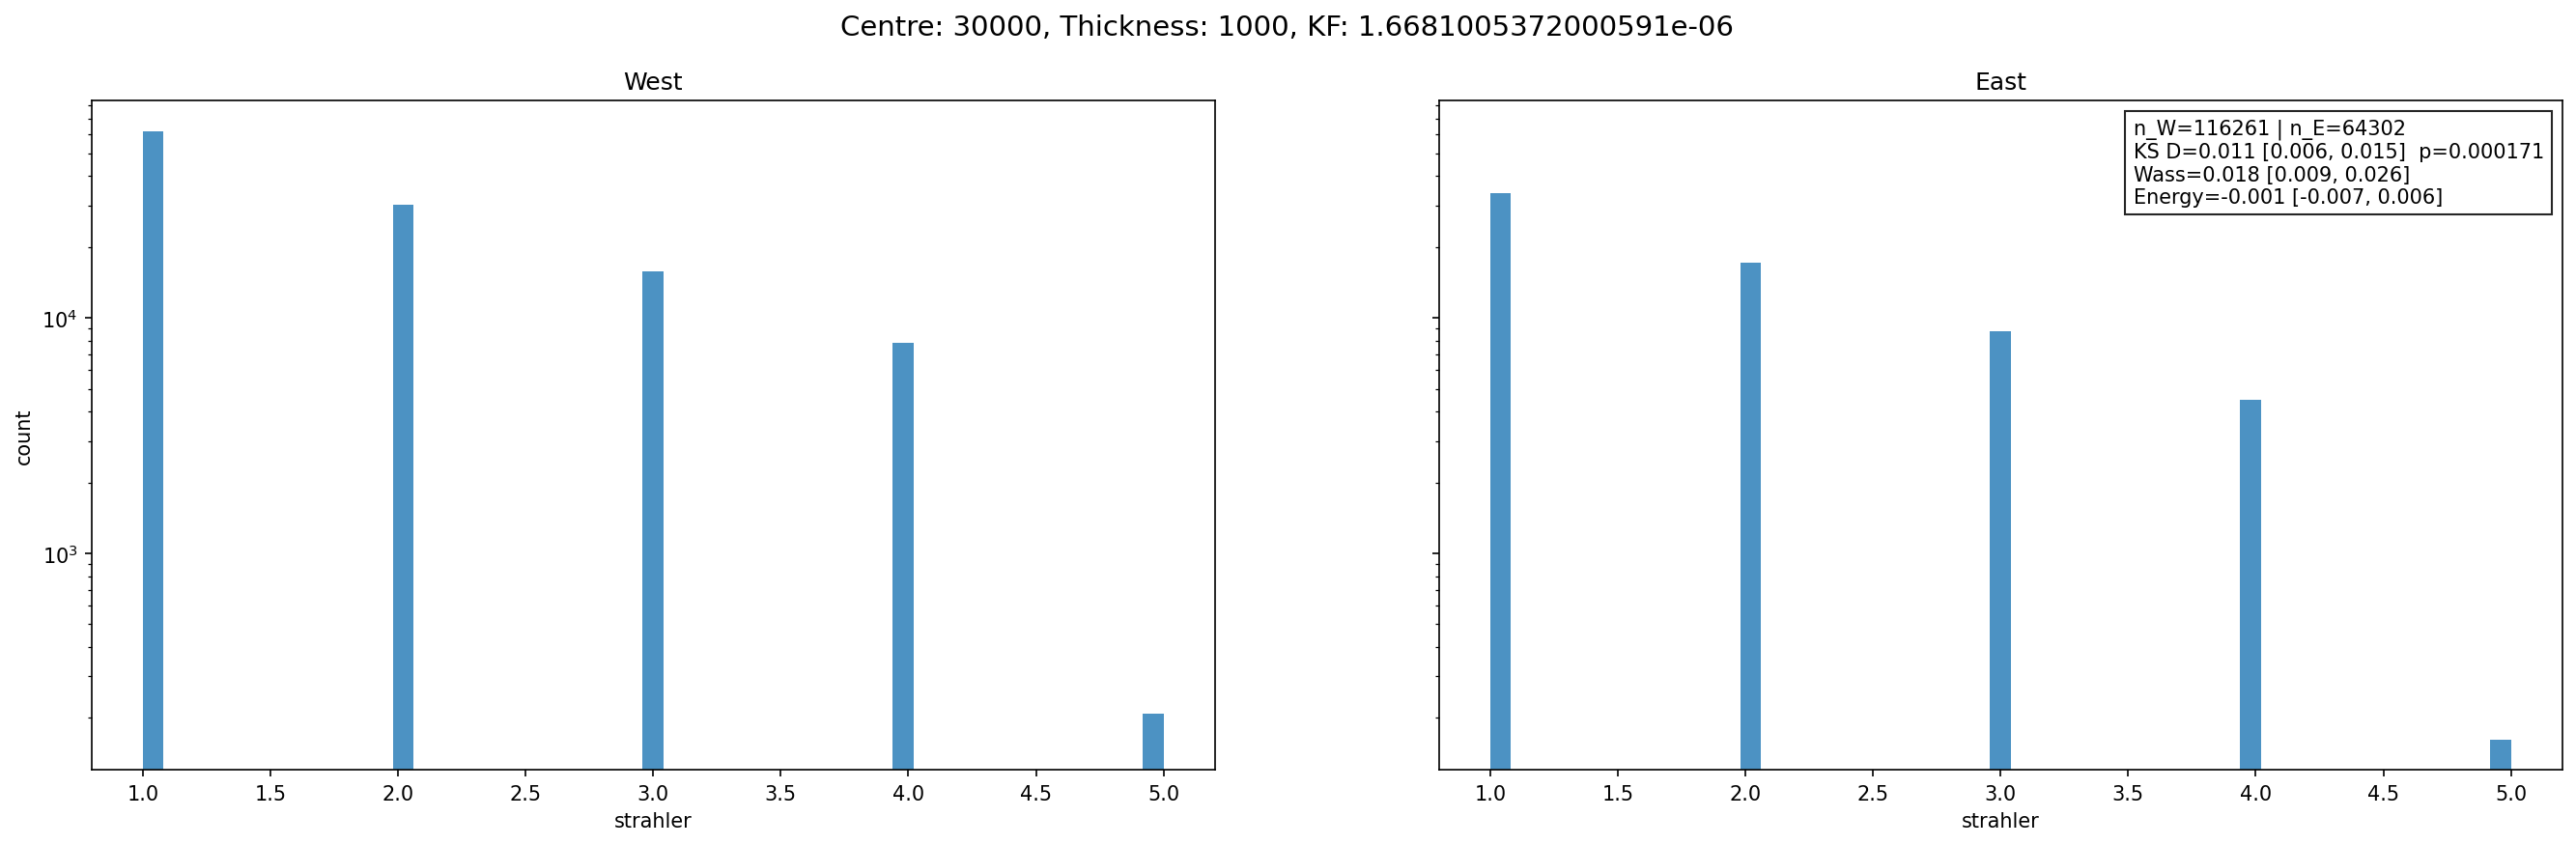 Centre: 30000, Thickness: 1000, KF: 1.6681005372000591e-06
West
count
10⁴
10³
1.0 1.5 2.0 2.5 3.0 3.5 4.0 4.5 5.0
strahler
East
n_W=116261 | n_E=64302
KS D=0.011 [0.006, 0.015]  p=0.000171
Wass=0.018 [0.009, 0.026]
Energy=-0.001 [-0.007, 0.006]
1.0 1.5 2.0 2.5 3.0 3.5 4.0 4.5 5.0
strahler